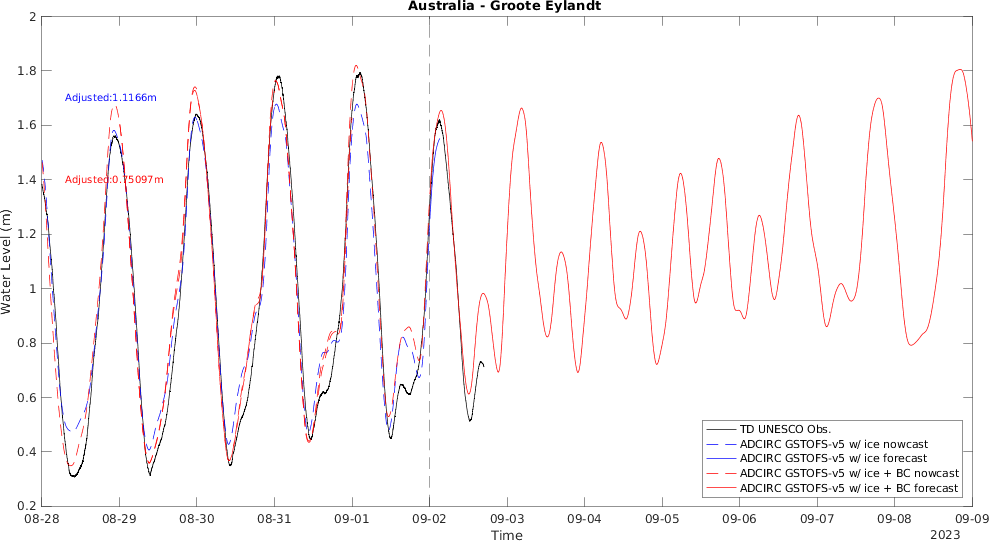 Australia - Groote Eylandt
2
1.8
1.6
1.4
1.2
1
0.8
0.6
0.4
0.2
Water Level (m)
Adjusted:1.1166m
Adjusted:0.75097m
TD UNESCO Obs.
ADCIRC GSTOFS-v5 w/ ice nowcast
ADCIRC GSTOFS-v5 w/ ice forecast
ADCIRC GSTOFS-v5 w/ ice + BC nowcast
ADCIRC GSTOFS-v5 w/ ice + BC forecast
08-28 08-29 08-30 08-31 09-01 09-02 09-03 09-04 09-05 09-06 09-07 09-08 09-09
Time
2023